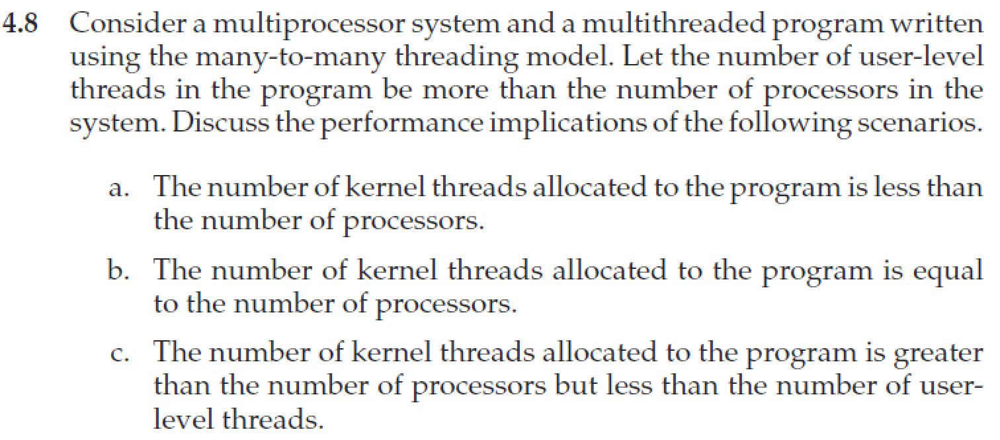 4.8 Consider a multiprocessor system and a multithreaded program written
using the many-to-many threading model. Let the number of user-level
threads in the program be more than the number of processors in the
system. Discuss the performance implications of the following scenarios.
a. The number of kernel threads allocated to the program is less than
the number of processors.
b. The number of kernel threads allocated to the program is equal
to the number of processors.
c. The number of kernel threads allocated to the program is greater
than the number of processors but less than the number of user-
level threads.